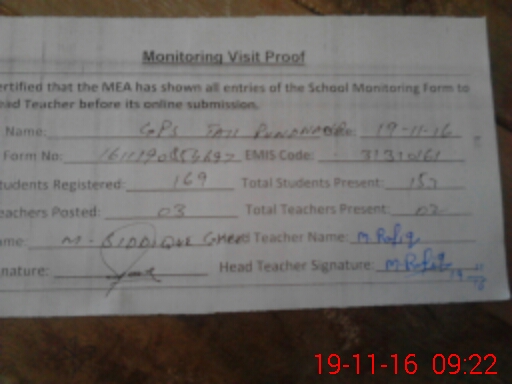 Monitoring Visit Proof
ertified that the MEA has shown all entries of the School Monitoring Form to
ead Teacher before its online submission.
Name: GPS 19-11-16
Form No: EMIS Code:
tudents Registered: 169 Total Students Present:
eachers Posted: 03 Total Teachers Present: 02
ame: M. SIDDIQUE d Teacher Name: M. Rafiq
nature: Head Teacher Signature: M. Rafiq
19-11-16 09:22